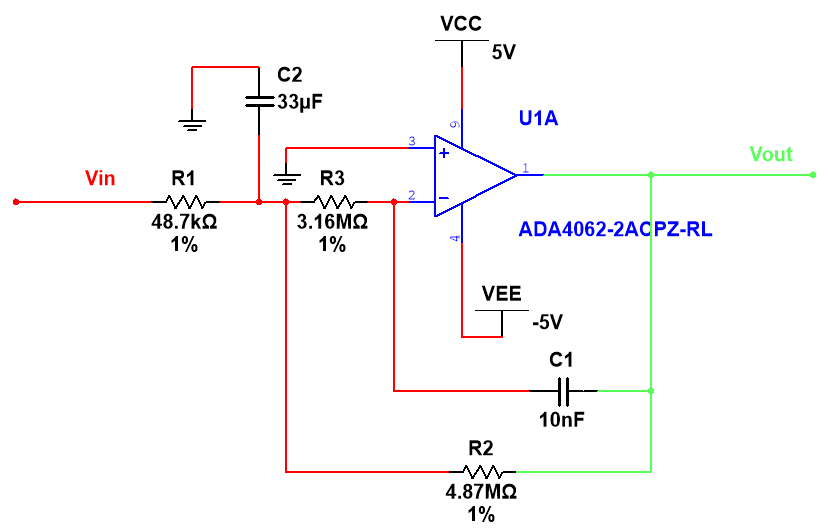 VCC
5V
C2
33µF
U1A
9
3
1
Vout
Vin
R1
R3
2
48.7kΩ
3.16MΩ
1%
1%
ADA4062-2ACPZ-RL
4
VEE
-5V
C1
10nF
R2
4.87MΩ
1%